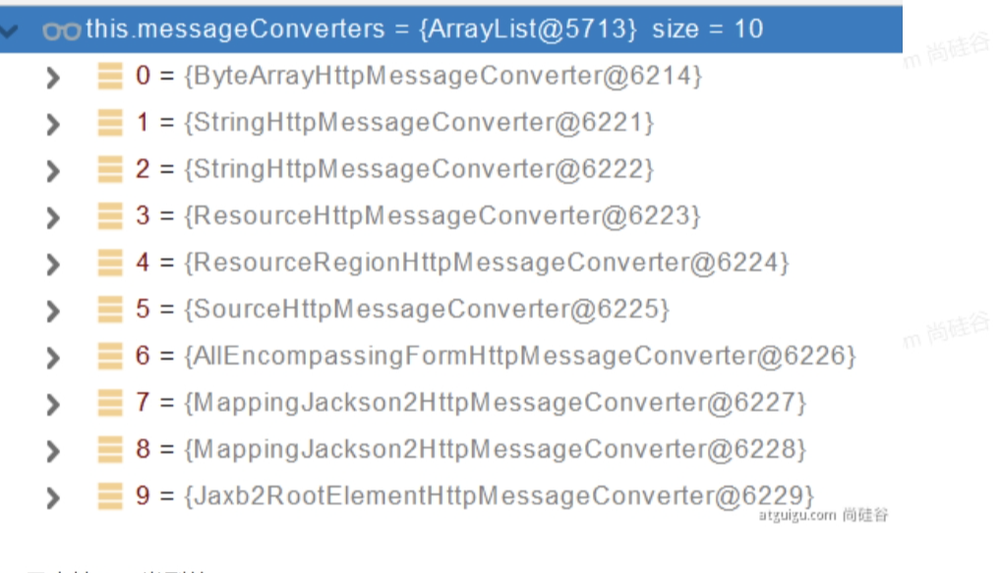 this.messageConverters = {ArrayList@5713} size = 10
0 = {ByteArrayHttpMessageConverter@6214}
1 = {StringHttpMessageConverter@6221}
2 = {StringHttpMessageConverter@6222}
3 = {ResourceHttpMessageConverter@6223}
4 = {ResourceRegionHttpMessageConverter@6224}
5 = {SourceHttpMessageConverter@6225}
6 = {AllEncompassingFormHttpMessageConverter@6226}
7 = {MappingJackson2HttpMessageConverter@6227}
8 = {MappingJackson2HttpMessageConverter@6228}
9 = {Jaxb2RootElementHttpMessageConverter@6229}
atguigu.com 尚硅谷
m 尚硅谷
m 尚硅谷